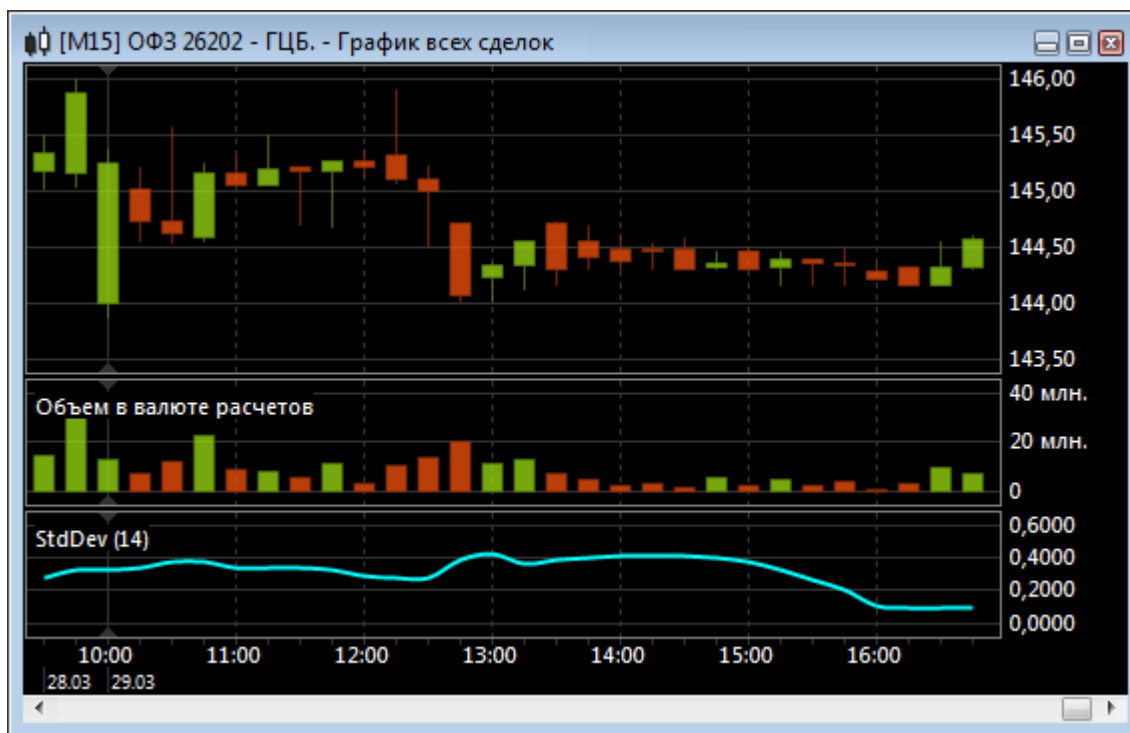 [M15] ОФЗ 26202 - ГЦБ. - График всех сделок
146,00
145,50
145,00
144,50
144,00
143,50
Объем в валюте расчетов
40 млн.
20 млн.
0
StdDev (14)
0,6000
0,4000
0,2000
0,0000
10:00 11:00 12:00 13:00 14:00 15:00 16:00
28.03 29.03